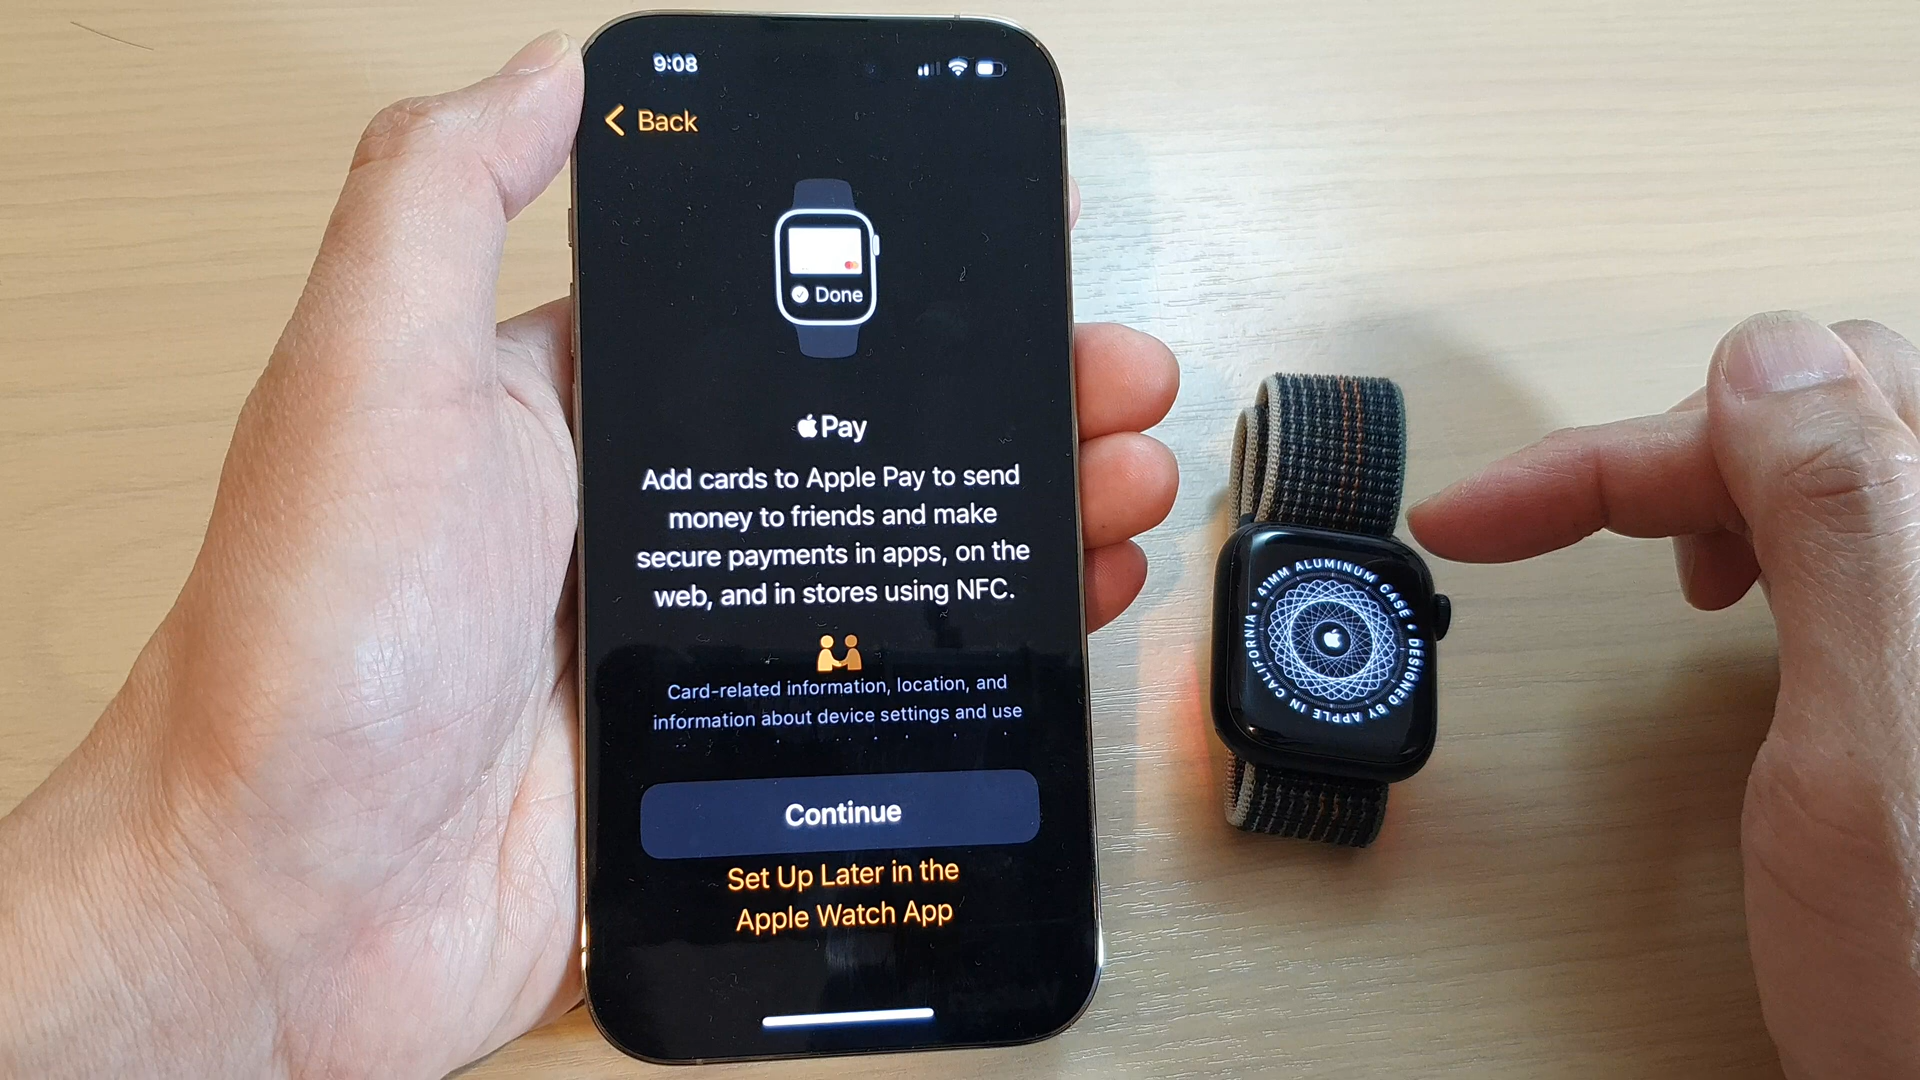 9:08
Back
Done
Pay
Add cards to Apple Pay to send
money to friends and make
secure payments in apps, on the
web, and in stores using NFC.
Card-related information, location, and
information about device settings and use
Continue
Set Up Later in the
Apple Watch App
41MM ALUMINUM CASE • DESIGNED BY APPLE IN CALIFORNIA •